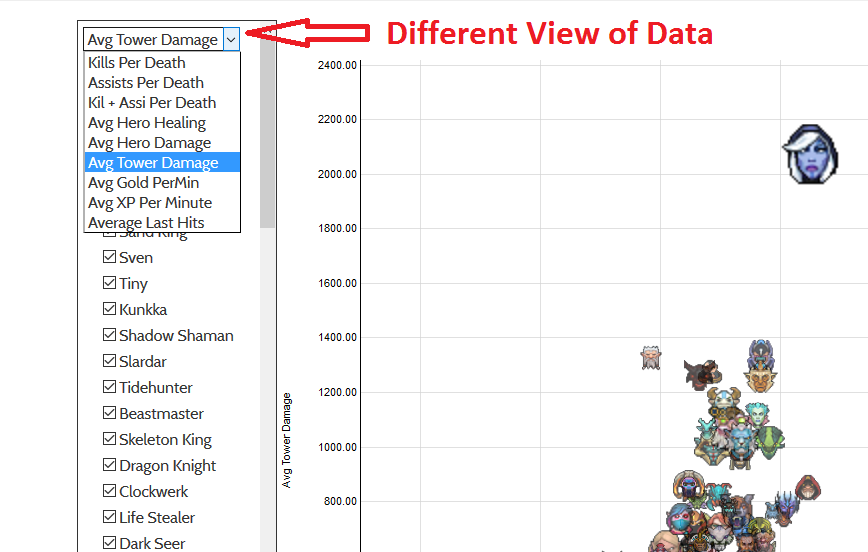 Avg Tower Damage
Different View of Data
Kills Per Death
Assists Per Death
Kil + Assi Per Death
Avg Hero Healing
Avg Hero Damage
Avg Tower Damage
Avg Gold PerMin
Avg XP Per Minute
Average Last Hits
Sand King
Sven
Tiny
Kunkka
Shadow Shaman
Slardar
Tidehunter
Beastmaster
Skeleton King
Dragon Knight
Clockwerk
Life Stealer
Dark Seer
2400.00
2200.00
2000.00
1800.00
1600.00
1400.00
1200.00
1000.00
800.00
Avg Tower Damage